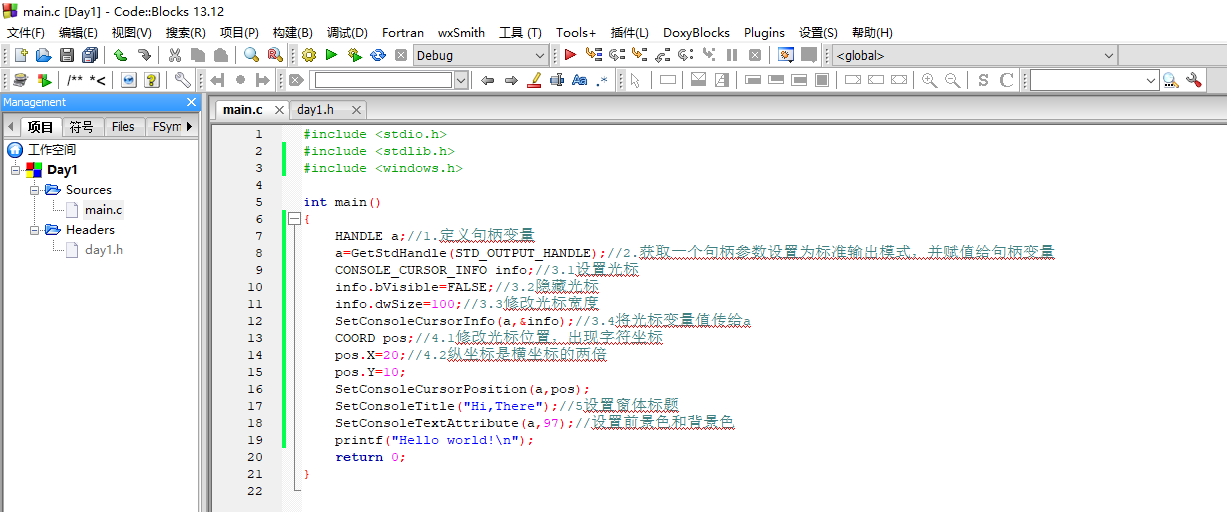 main.c [Day1] - Code::Blocks 13.12
文件(F) 编辑(E) 视图(V) 搜索(R) 项目(P) 构建(B) 调试(D) Fortran wxSmith 工具 (T) Tools+ 插件(L) DoxyBlocks Plugins 设置(S) 帮助(H)
Debug <global>
/** *< Aa .* S C
Management
项目 符号 Files FSym
工作空间
Day1
Sources
main.c
Headers
day1.h
main.c day1.h
1 #include <stdio.h>
2 #include <stdlib.h>
3 #include <windows.h>
4
5 int main()
6 {
7 HANDLE a;//1.定义句柄变量
8 a=GetStdHandle(STD_OUTPUT_HANDLE);//2.获取一个句柄参数设置为标准输出模式，并赋值给句柄变量
9 CONSOLE_CURSOR_INFO info;//3.1设置光标
10 info.bVisible=FALSE;//3.2隐藏光标
11 info.dwSize=100;//3.3修改光标宽度
12 SetConsoleCursorInfo(a,&info);//3.4将光标变量值传给a
13 COORD pos;//4.1修改光标位置，出现字符坐标
14 pos.X=20;//4.2纵坐标是横坐标的两倍
15 pos.Y=10;
16 SetConsoleCursorPosition(a,pos);
17 SetConsoleTitle("Hi,There");//5设置窗体标题
18 SetConsoleTextAttribute(a,97);//设置前景色和背景色
19 printf("Hello world!\n");
20 return 0;
21 }
22